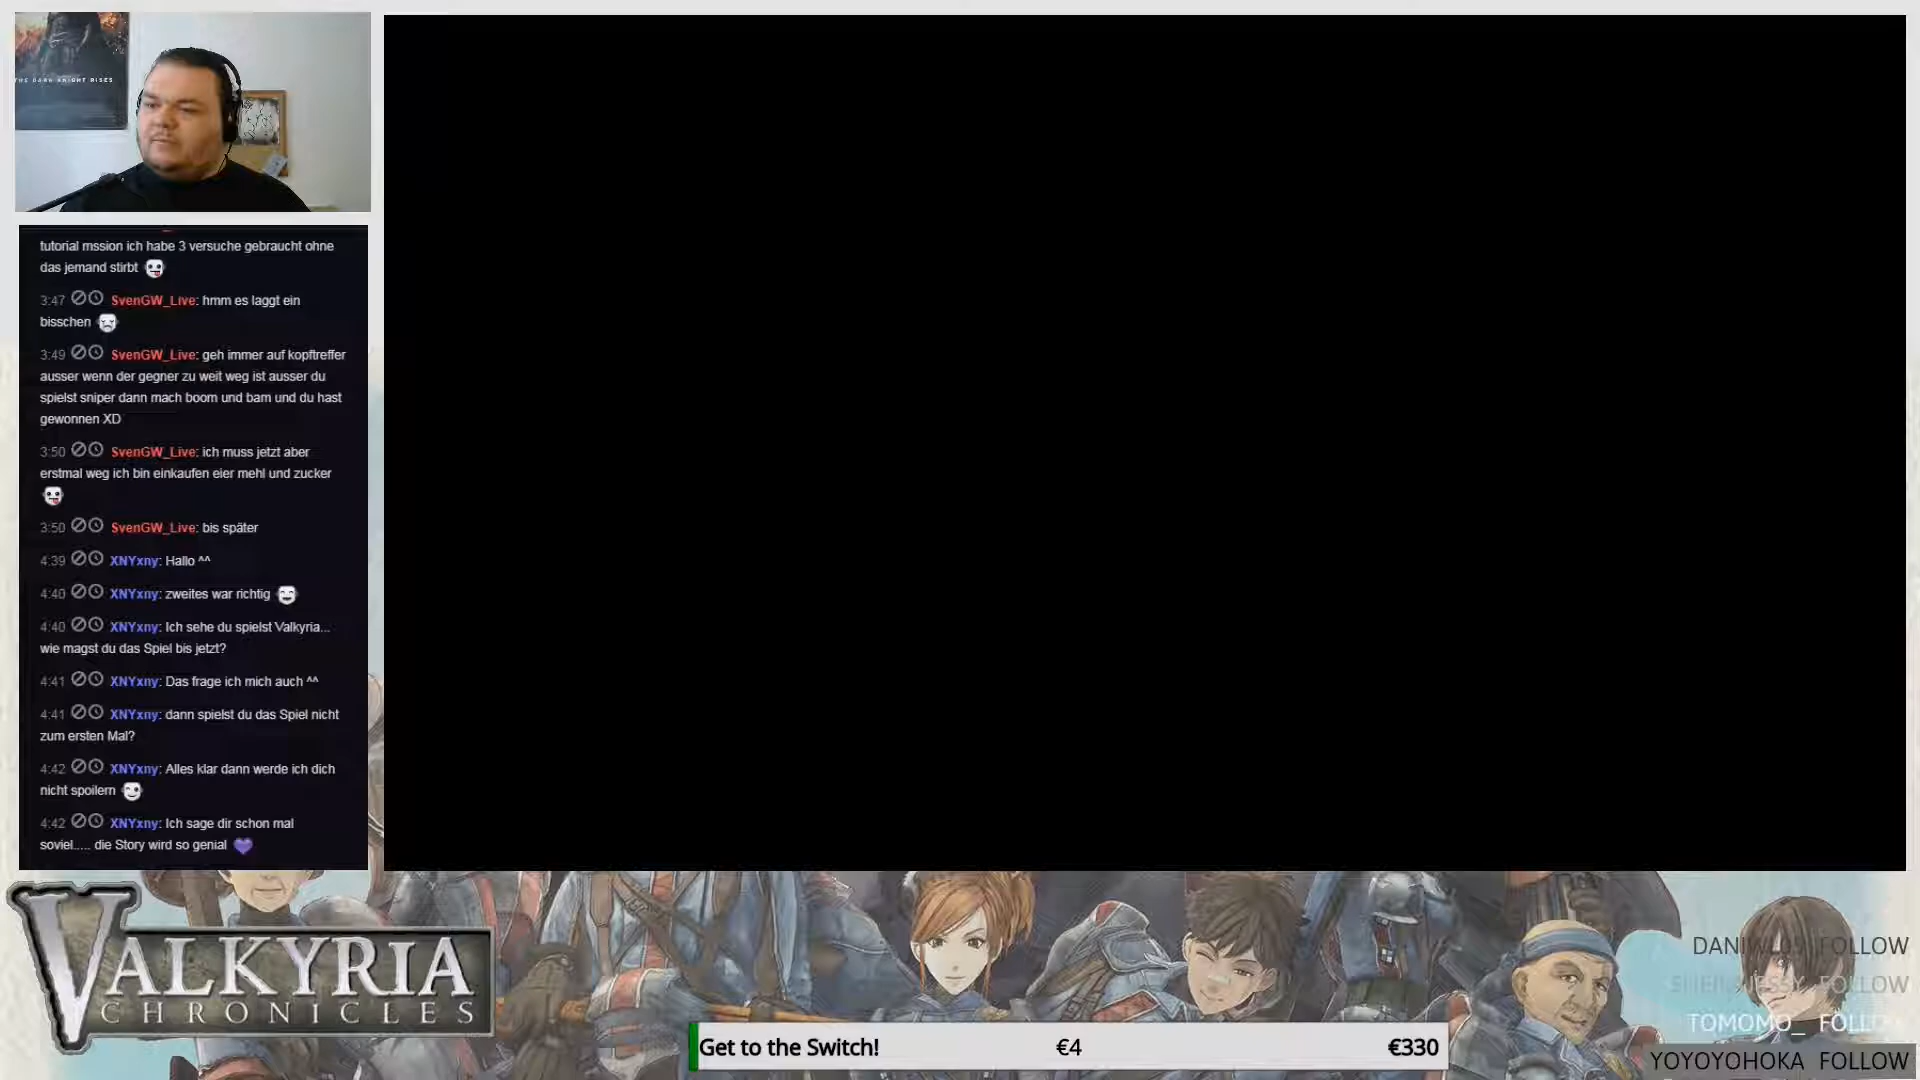 THE DARK KNIGHT RISES
tutorial mssion ich habe 3 versuche gebraucht ohne
das jemand stirbt
3:47 SvenGW_Live: hmm es laggt ein
bisschen
3:49 SvenGW_Live: geh immer auf kopftreffer
ausser wenn der gegner zu weit weg ist ausser du
spielst sniper dann mach boom und bam und du hast
gewonnen XD
3:50 SvenGW_Live: ich muss jetzt aber
erstmal weg ich bin einkaufen eier mehl und zucker
3:50 SvenGW_Live: bis später
4:39 XNYxny: Hallo ^^
4:40 XNYxny: zweites war richtig
4:40 XNYxny: Ich sehe du spielst Valkyria...
wie magst du das Spiel bis jetzt?
4:41 XNYxny: Das frage ich mich auch ^^
4:41 XNYxny: dann spielst du das Spiel nicht
zum ersten Mal?
4:42 XNYxny: Alles klar dann werde ich dich
nicht spoilern
4:42 XNYxny: Ich sage dir schon mal
soviel..... die Story wird so genial
VALKYRIA
CHRONICLES
Get to the Switch! €4 €330
FOLLOW
FOLLOW
TOMOMO_ FOLLOW
YOYOYOHOKA FOLLOW